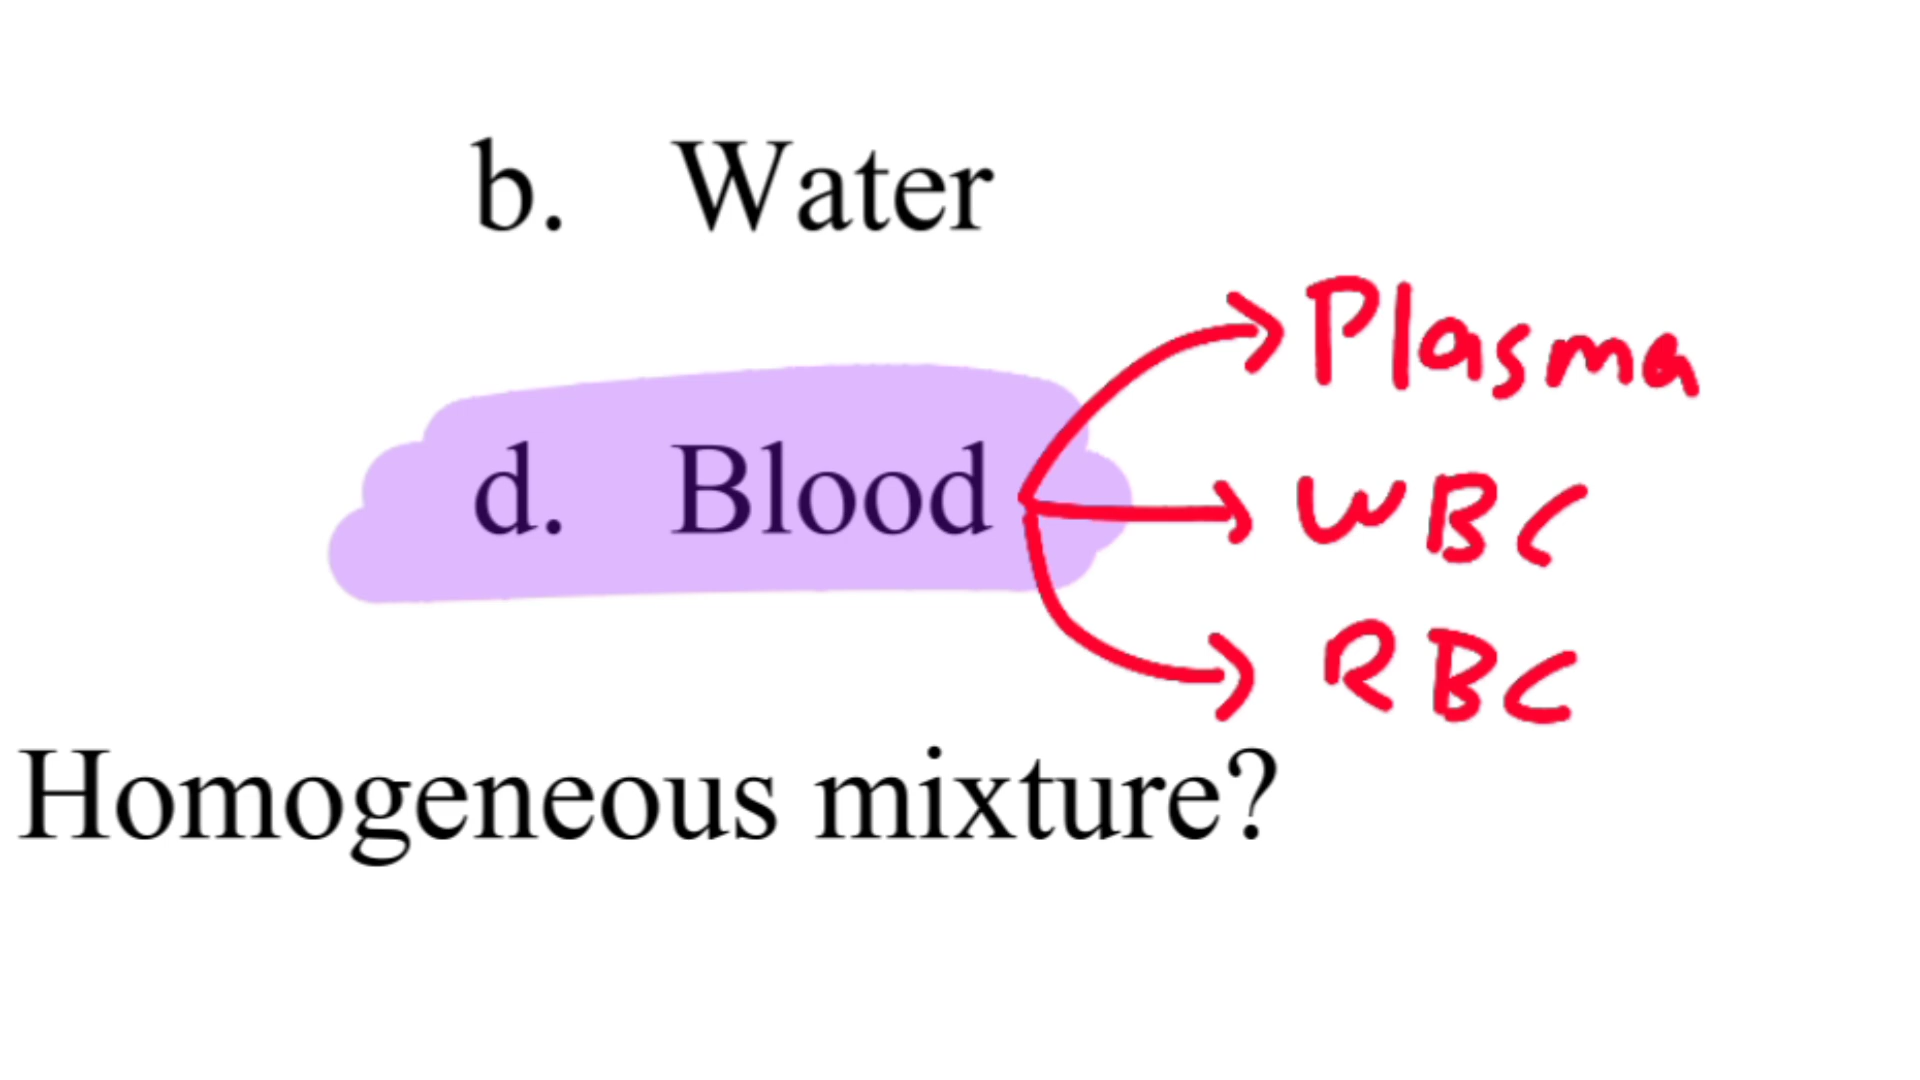 b. Water
Plasma
d. Blood
WBC
RBC
Homogeneous mixture?